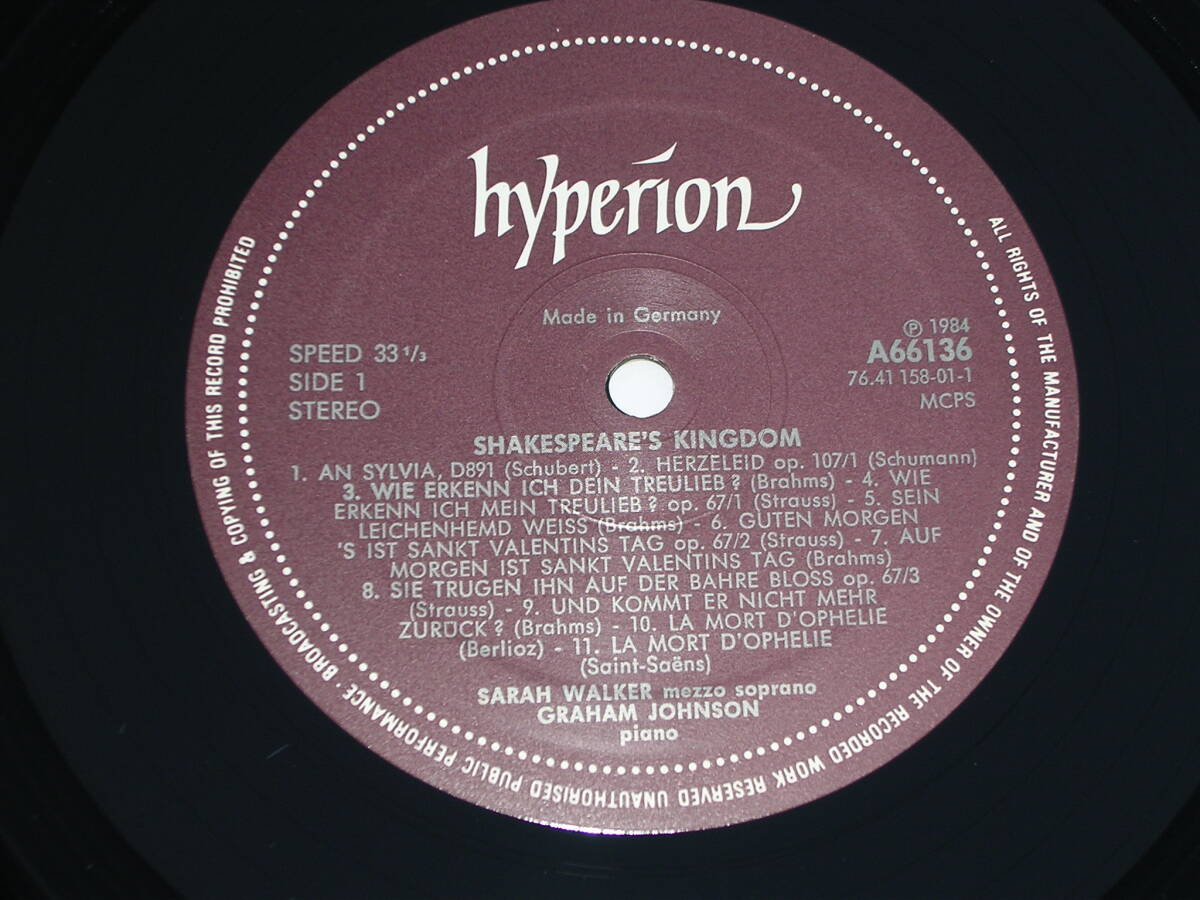 hyperion
Made in Germany
SPEED 33 1/3
SIDE 1
STEREO
℗ 1984
A66136
76.41 158-01-1
MCPS
SHAKESPEARE'S KINGDOM
1. AN SYLVIA, D891 (Schubert) - 2. HERZELEID op. 107/1 (Schumann)
3. WIE ERKENN ICH DEIN TREULIEB? (Brahms) - 4. WIE
ERKENN ICH MEIN TREULIEB? op. 67/1 (Strauss) - 5. SEIN
LEICHENHEMD WEISS (Brahms) - 6. GUTEN MORGEN
'S IST SANKT VALENTINS TAG op. 67/2 (Strauss) - 7. AUF
MORGEN IST SANKT VALENTINS TAG (Brahms)
8. SIE TRUGEN IHN AUF DER BAHRE BLOSS op. 67/3
(Strauss) - 9. UND KOMMT ER NICHT MEHR
ZURÜCK? (Brahms) - 10. LA MORT D'OPHELIE
(Berlioz) - 11. LA MORT D'OPHELIE
(Saint-Saëns)
SARAH WALKER mezzo soprano
GRAHAM JOHNSON
piano
ALL RIGHTS OF THE MANUFACTURER AND OF THE OWNER OF THE RECORDED WORK RESERVED UNAUTHORISED PUBLIC PERFORMANCE · BROADCASTING & COPYING OF THIS RECORD PROHIBITED